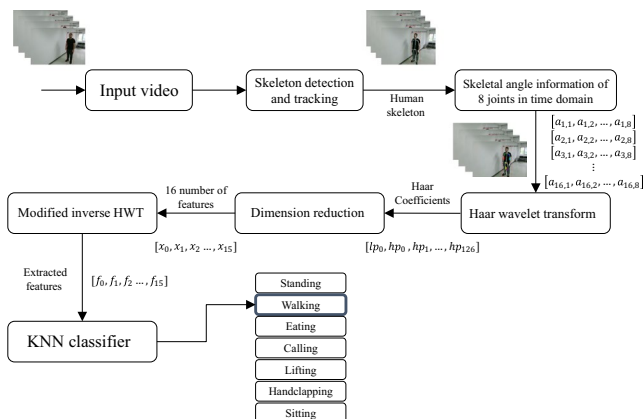 Input video
Skeleton detection
and tracking
Human
skeleton
Skeletal angle information of
8 joints in time domain
[a1,1, a1,2, ..., a1,8]
[a2,1, a2,2, ..., a2,8]
[a3,1, a3,2, ..., a3,8]
⋮
[a16,1, a16,2, ..., a16,8]
Haar wavelet transform
Haar
Coefficients
[lp0, hp0, hp1, ..., hp126]
Dimension reduction
16 number of
features
[x0, x1, x2 ..., x15]
Modified inverse HWT
Extracted
features
[f0, f1, f2 ..., f15]
KNN classifier
Standing
Walking
Eating
Calling
Lifting
Handclapping
Sitting